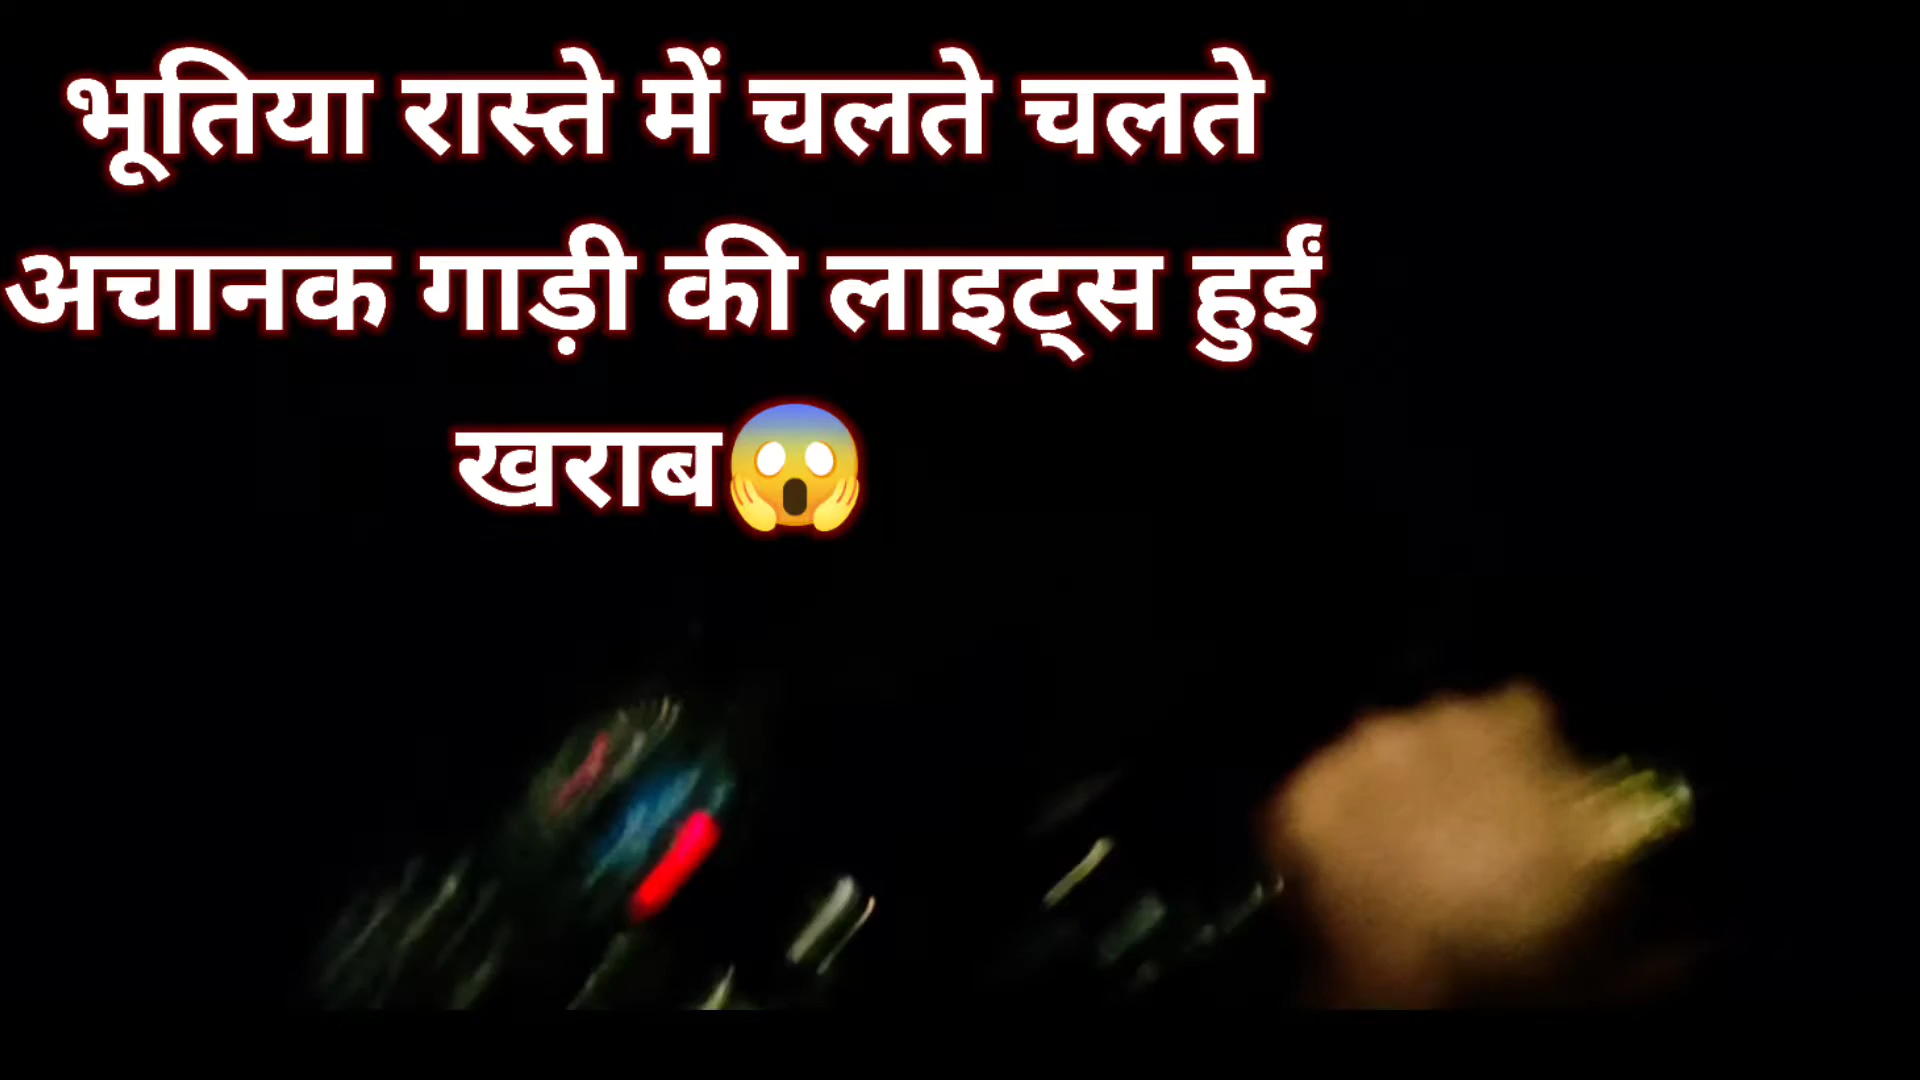 भूतिया रास्ते में चलते चलते
अचानक गाड़ी की लाइट्स हुईं
खराब😱